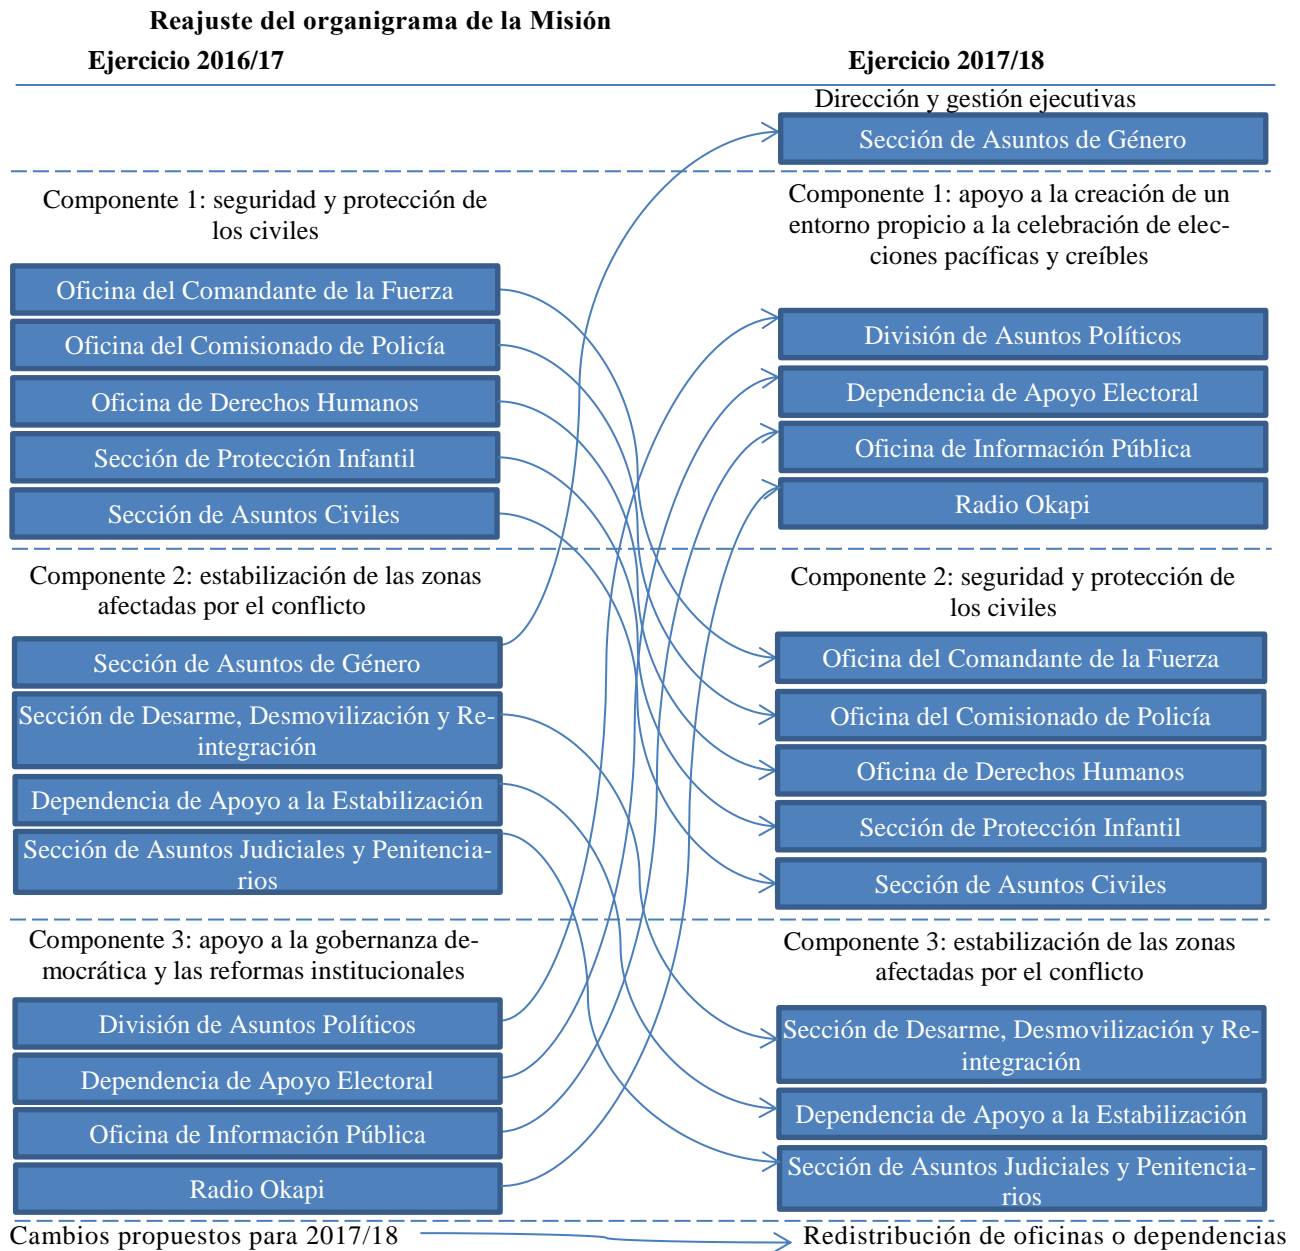 Reajuste del organigrama de la Misión
Ejercicio 2016/17
Ejercicio 2017/18
Dirección y gestión ejecutivas
Sección de Asuntos de Género
Componente 1: seguridad y protección de
los civiles
Oficina del Comandante de la Fuerza
Oficina del Comisionado de Policía
Oficina de Derechos Humanos
Sección de Protección Infantil
Sección de Asuntos Civiles
Componente 1: apoyo a la creación de un
entorno propicio a la celebración de elec-
ciones pacíficas y creíbles
División de Asuntos Políticos
Dependencia de Apoyo Electoral
Oficina de Información Pública
Radio Okapi
Componente 2: estabilización de las zonas
afectadas por el conflicto
Sección de Asuntos de Género
Sección de Desarme, Desmovilización y Re-
integración
Dependencia de Apoyo a la Estabilización
Sección de Asuntos Judiciales y Penitencia-
rios
Componente 2: seguridad y protección de
los civiles
Oficina del Comandante de la Fuerza
Oficina del Comisionado de Policía
Oficina de Derechos Humanos
Sección de Protección Infantil
Sección de Asuntos Civiles
Componente 3: apoyo a la gobernanza de-
mocrática y las reformas institucionales
División de Asuntos Políticos
Dependencia de Apoyo Electoral
Oficina de Información Pública
Radio Okapi
Componente 3: estabilización de las zonas
afectadas por el conflicto
Sección de Desarme, Desmovilización y Re-
integración
Dependencia de Apoyo a la Estabilización
Sección de Asuntos Judiciales y Penitencia-
rios
Cambios propuestos para 2017/18
Redistribución de oficinas o dependencias